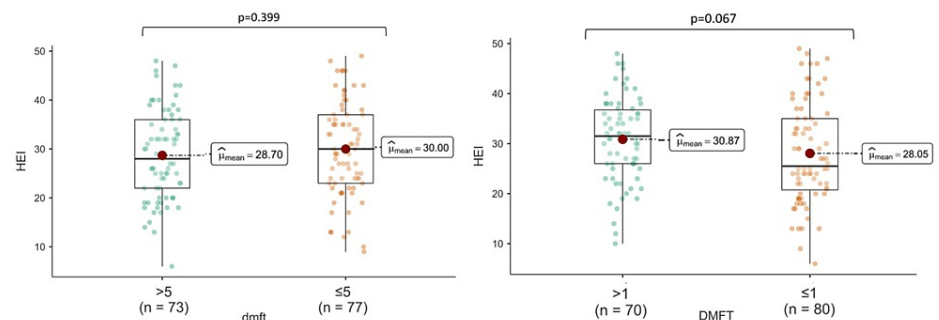 p=0.399
50
40
30
20
10
HEI
μ̂mean = 28.70
μ̂mean = 30.00
>5
(n = 73)
≤5
(n = 77)
dmft
p=0.067
50
40
30
20
10
HEI
μ̂mean = 30.87
μ̂mean = 28.05
>1
(n = 70)
≤1
(n = 80)
DMFT